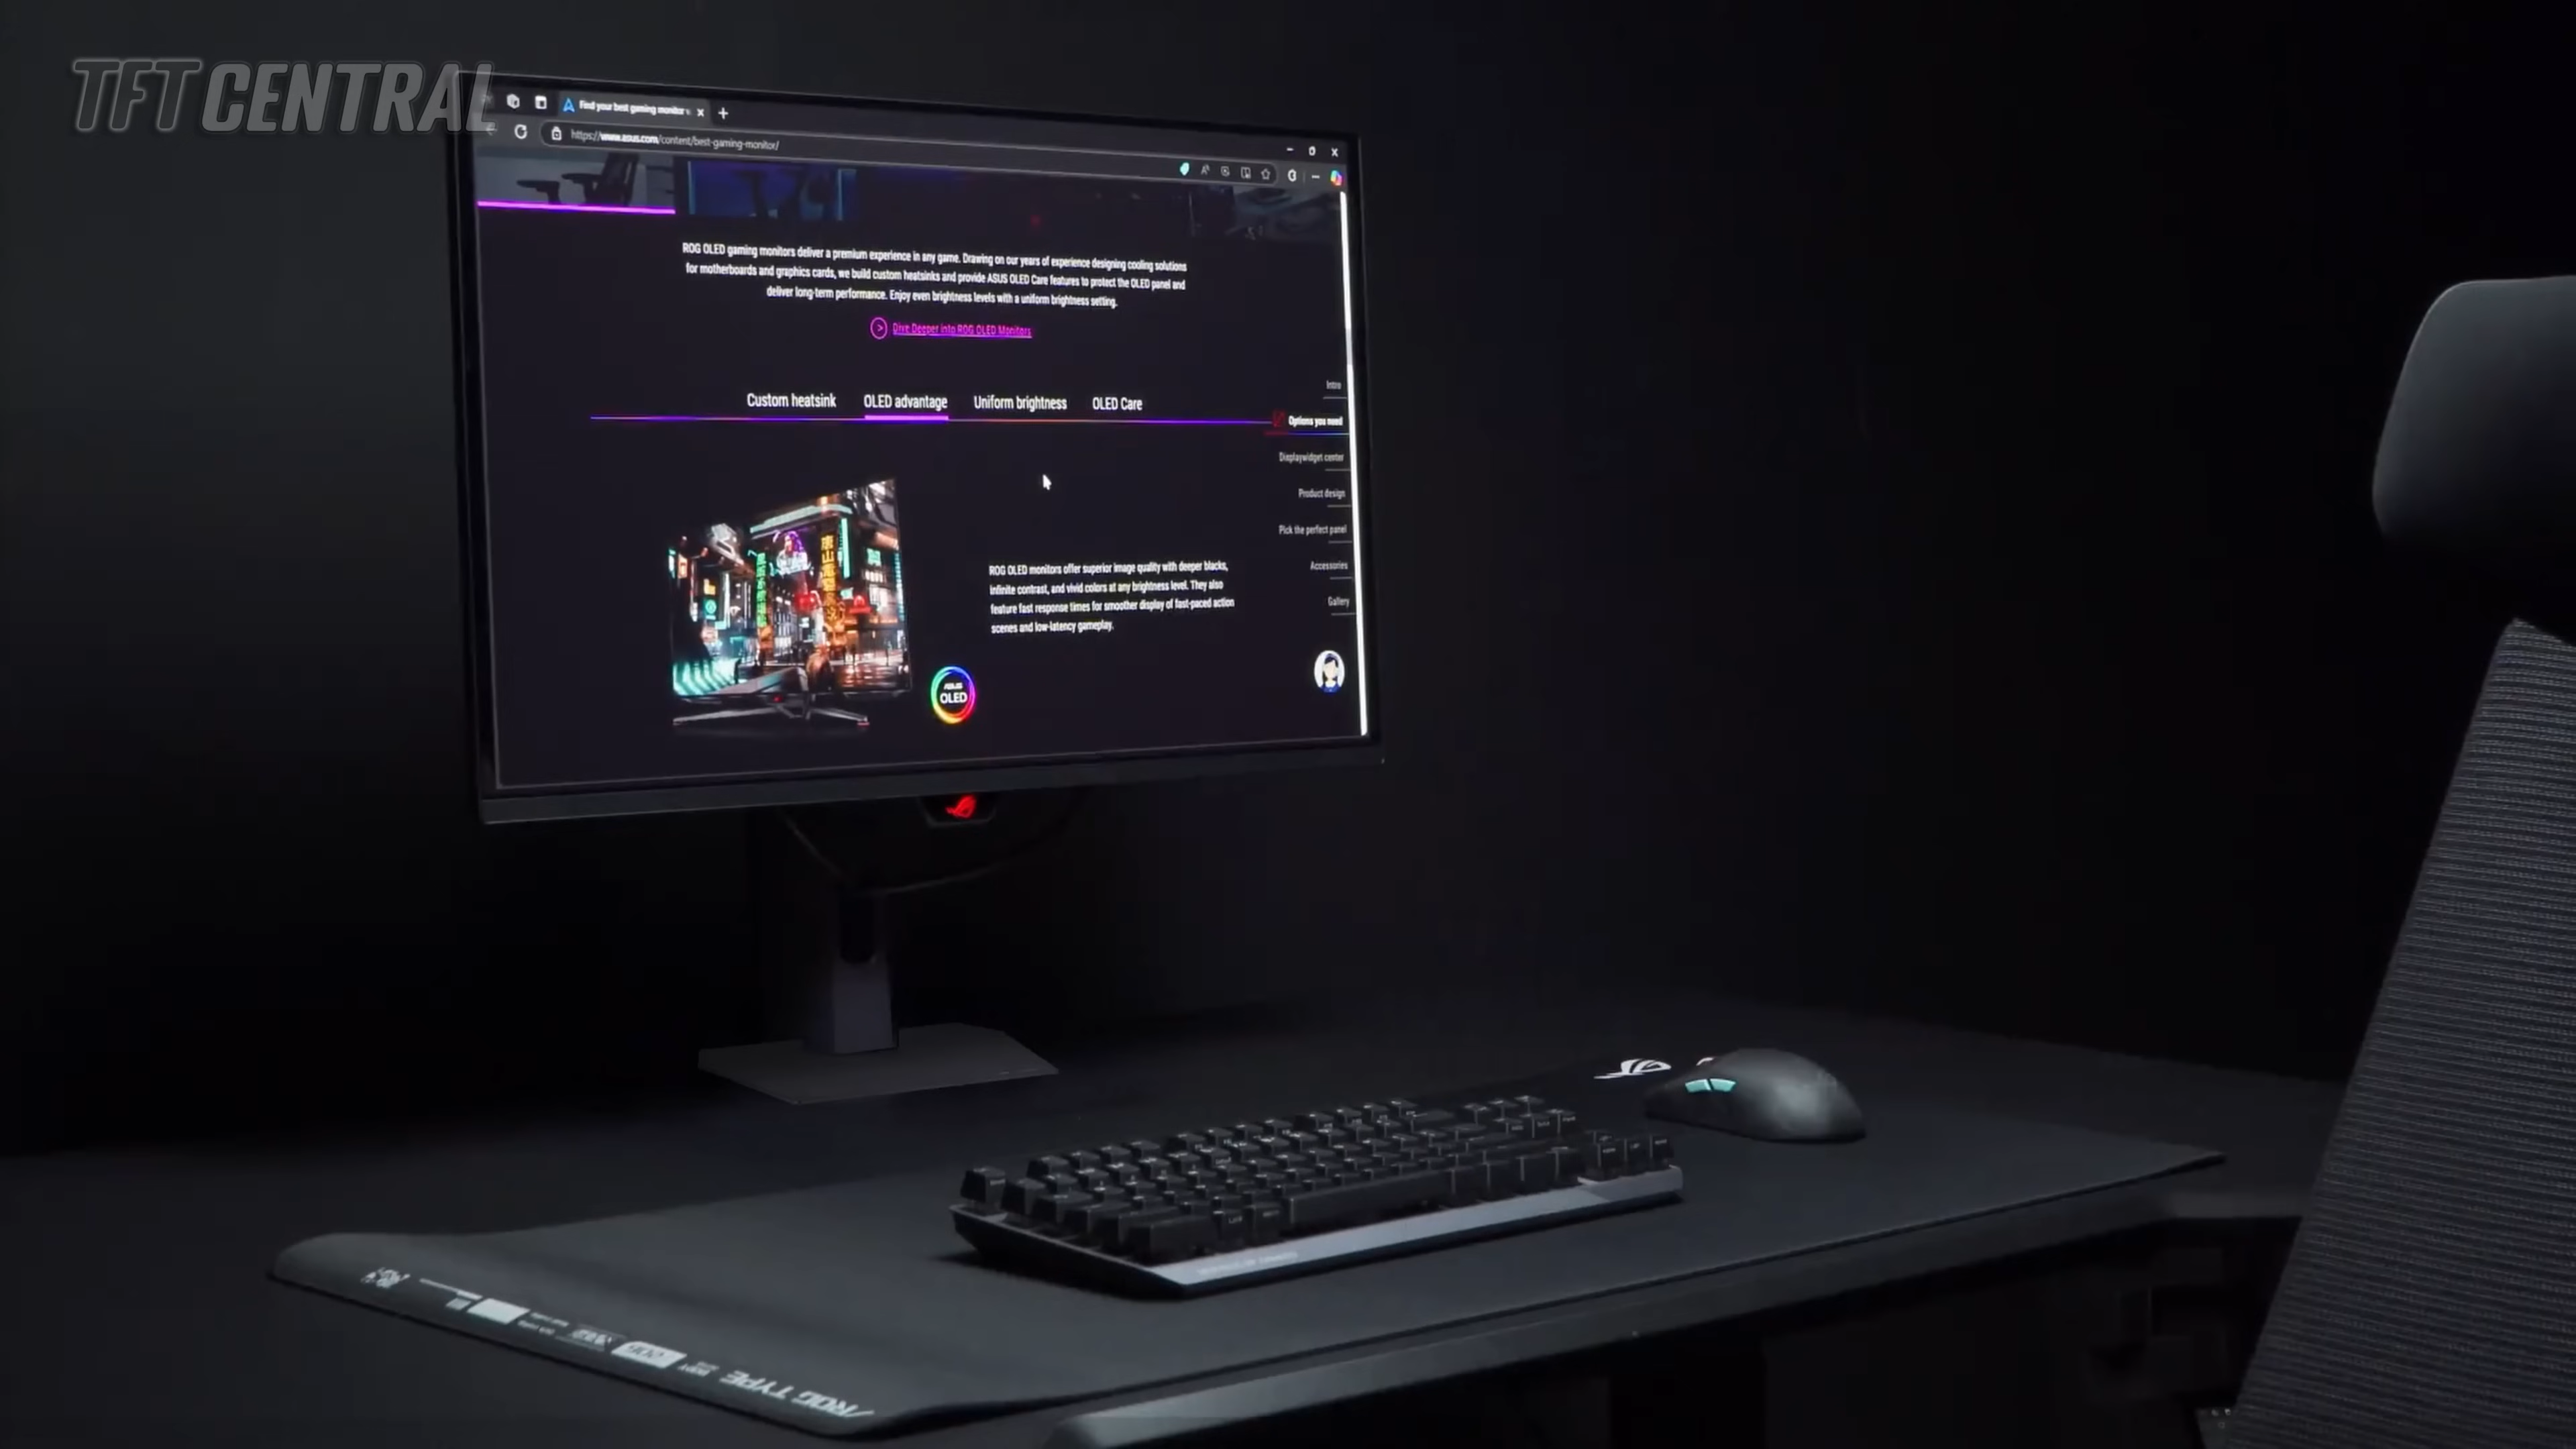 TFTCENTRAL
Find your best gaming monitor
https://www.asus.com/content/best-gaming-monitor/
ROG OLED gaming monitors deliver a premium experience in any game. Drawing on our years of experience designing cooling solutions
for motherboards and graphics cards, we build custom heatsinks and provide ASUS OLED Care features to protect the OLED panel and
deliver long-term performance. Enjoy even brightness levels with a uniform brightness setting.
Dive Deeper into ROG OLED Monitors
Custom heatsink OLED advantage Uniform brightness OLED Care
Intro
Options you need
Displaywidget center
Product design
Pick the perfect panel
Accessories
Gallery
ROG OLED monitors offer superior image quality with deeper blacks,
infinite contrast, and vivid colors at any brightness level. They also
feature fast response times for smoother display of fast-paced action
scenes and low-latency gameplay.
ASUS
OLED
/ROG TYPE